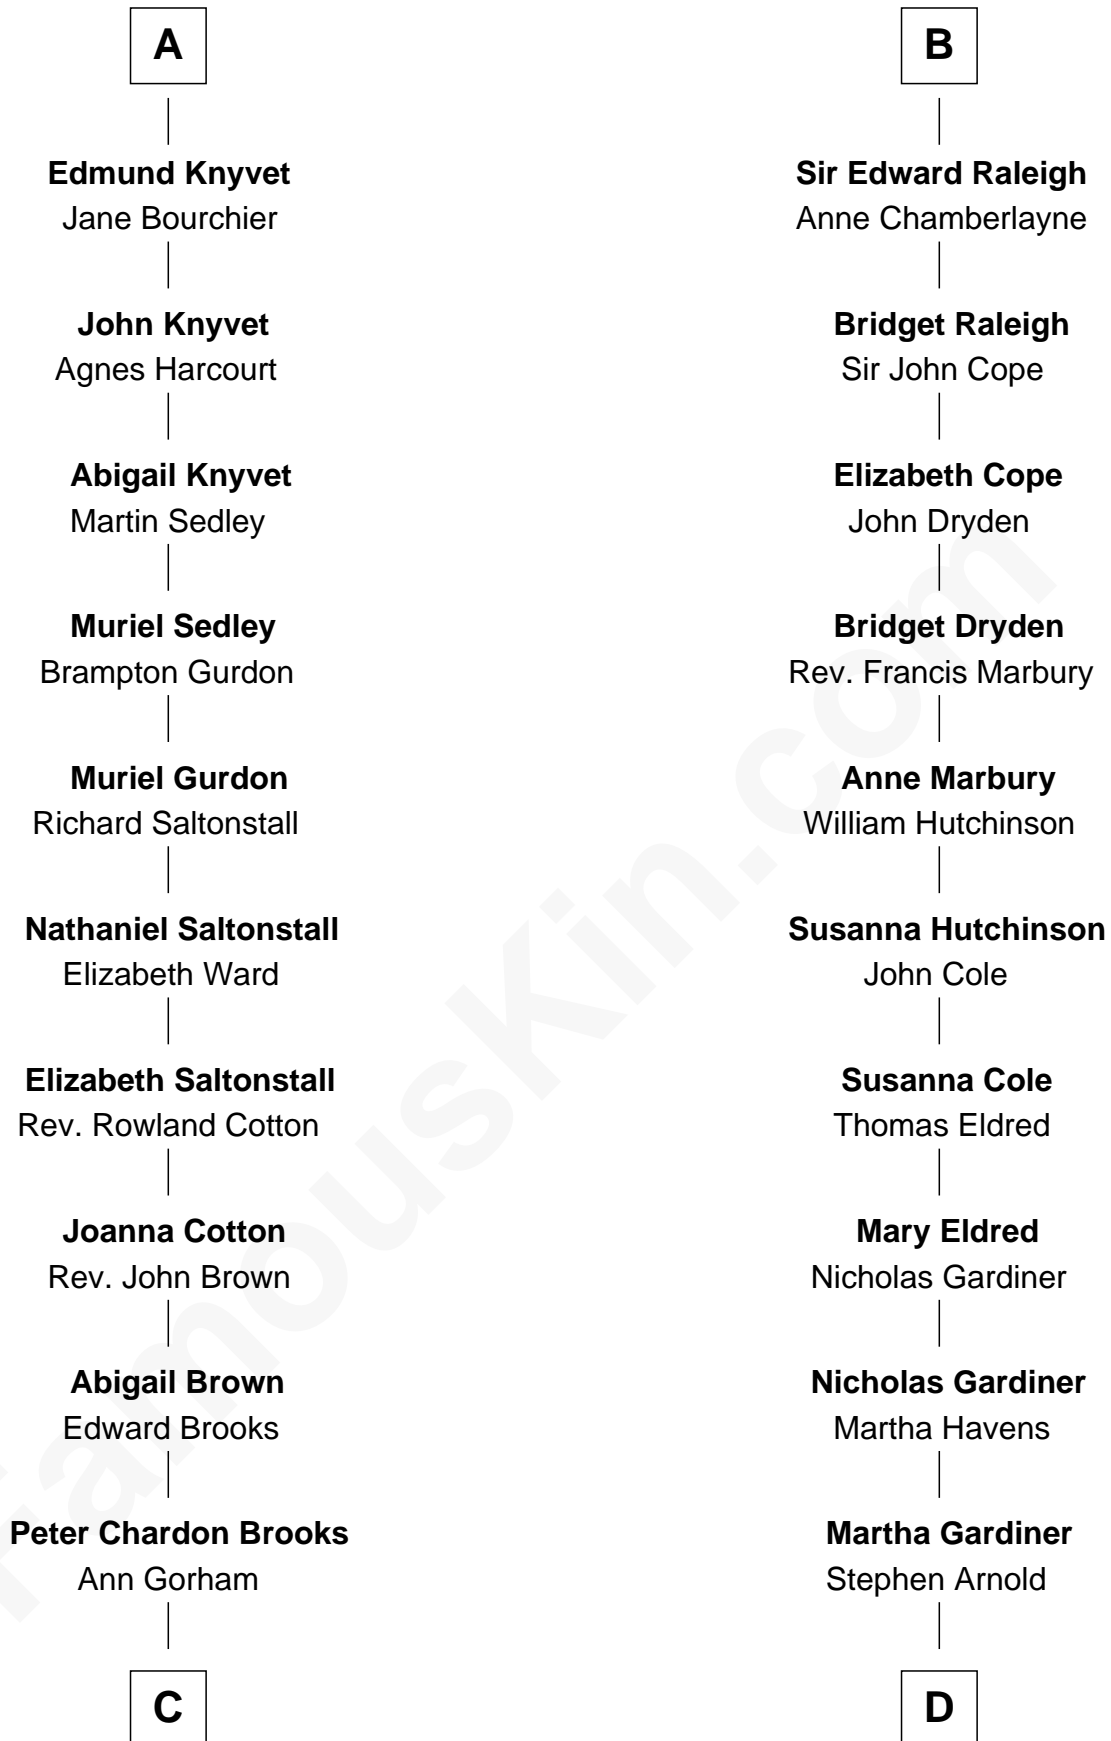 A
Edmund Knyvet
Jane Bourchier
John Knyvet
Agnes Harcourt
Abigail Knyvet
Martin Sedley
Muriel Sedley
Brampton Gurdon
Muriel Gurdon
Richard Saltonstall
Nathaniel Saltonstall
Elizabeth Ward
Elizabeth Saltonstall
Rev. Rowland Cotton
Joanna Cotton
Rev. John Brown
Abigail Brown
Edward Brooks
Peter Chardon Brooks
Ann Gorham
C
B
Sir Edward Raleigh
Anne Chamberlayne
Bridget Raleigh
Sir John Cope
Elizabeth Cope
John Dryden
Bridget Dryden
Rev. Francis Marbury
Anne Marbury
William Hutchinson
Susanna Hutchinson
John Cole
Susanna Cole
Thomas Eldred
Mary Eldred
Nicholas Gardiner
Nicholas Gardiner
Martha Havens
Martha Gardiner
Stephen Arnold
D
FamousKin.com